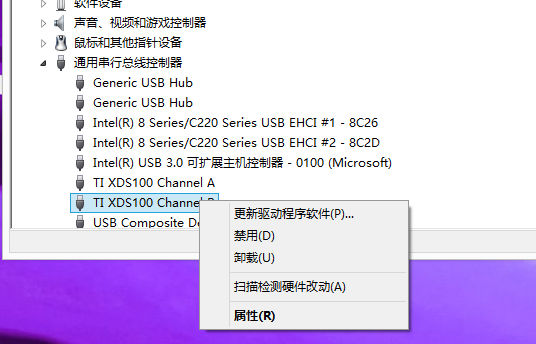 软件设备
声音、视频和游戏控制器
鼠标和其他指针设备
通用串行总线控制器
Generic USB Hub
Generic USB Hub
Intel(R) 8 Series/C220 Series USB EHCI #1 - 8C26
Intel(R) 8 Series/C220 Series USB EHCI #2 - 8C2D
Intel(R) USB 3.0 可扩展主机控制器 - 0100 (Microsoft)
TI XDS100 Channel A
TI XDS100 Channel
USB Composite
更新驱动程序软件(P)...
禁用(D)
卸载(U)
扫描检测硬件改动(A)
属性(R)